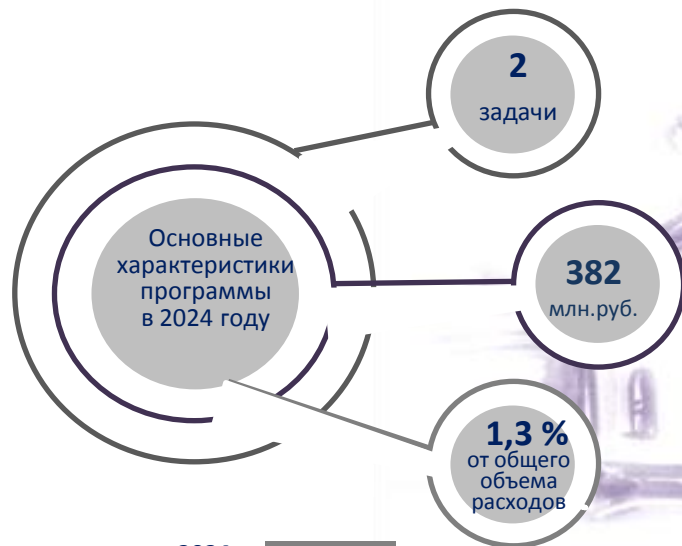 2
задачи
Основные
характеристики
программы
в 2024 году
382
млн.руб.
1,3 %
от общего
объема
расходов